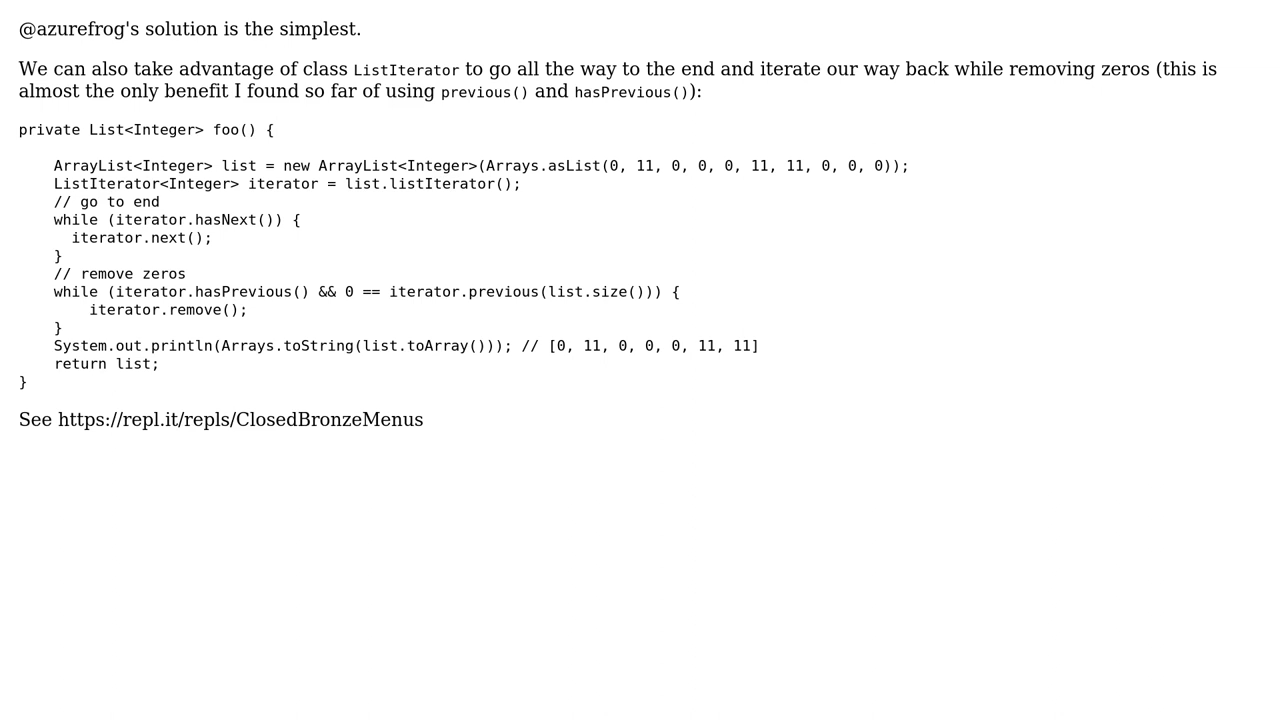 @azurefrog's solution is the simplest.
We can also take advantage of class ListIterator to go all the way to the end and iterate our way back while removing zeros (this is
almost the only benefit I found so far of using previous() and hasPrevious()):
private List<Integer> foo() {
    ArrayList<Integer> list = new ArrayList<Integer>(Arrays.asList(0, 11, 0, 0, 0, 11, 11, 0, 0, 0));
    ListIterator<Integer> iterator = list.listIterator();
    // go to end
    while (iterator.hasNext()) {
      iterator.next();
    }
    // remove zeros
    while (iterator.hasPrevious() && 0 == iterator.previous(list.size())) {
        iterator.remove();
    }
    System.out.println(Arrays.toString(list.toArray())); // [0, 11, 0, 0, 0, 11, 11]
    return list;
}
See https://repl.it/repls/ClosedBronzeMenus